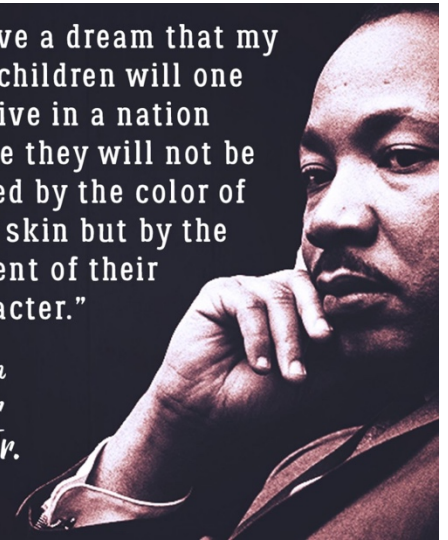 ve a dream that my
children will one
ive in a nation
e they will not be
ed by the color of
skin but by the
ent of their
acter.”
n
r.